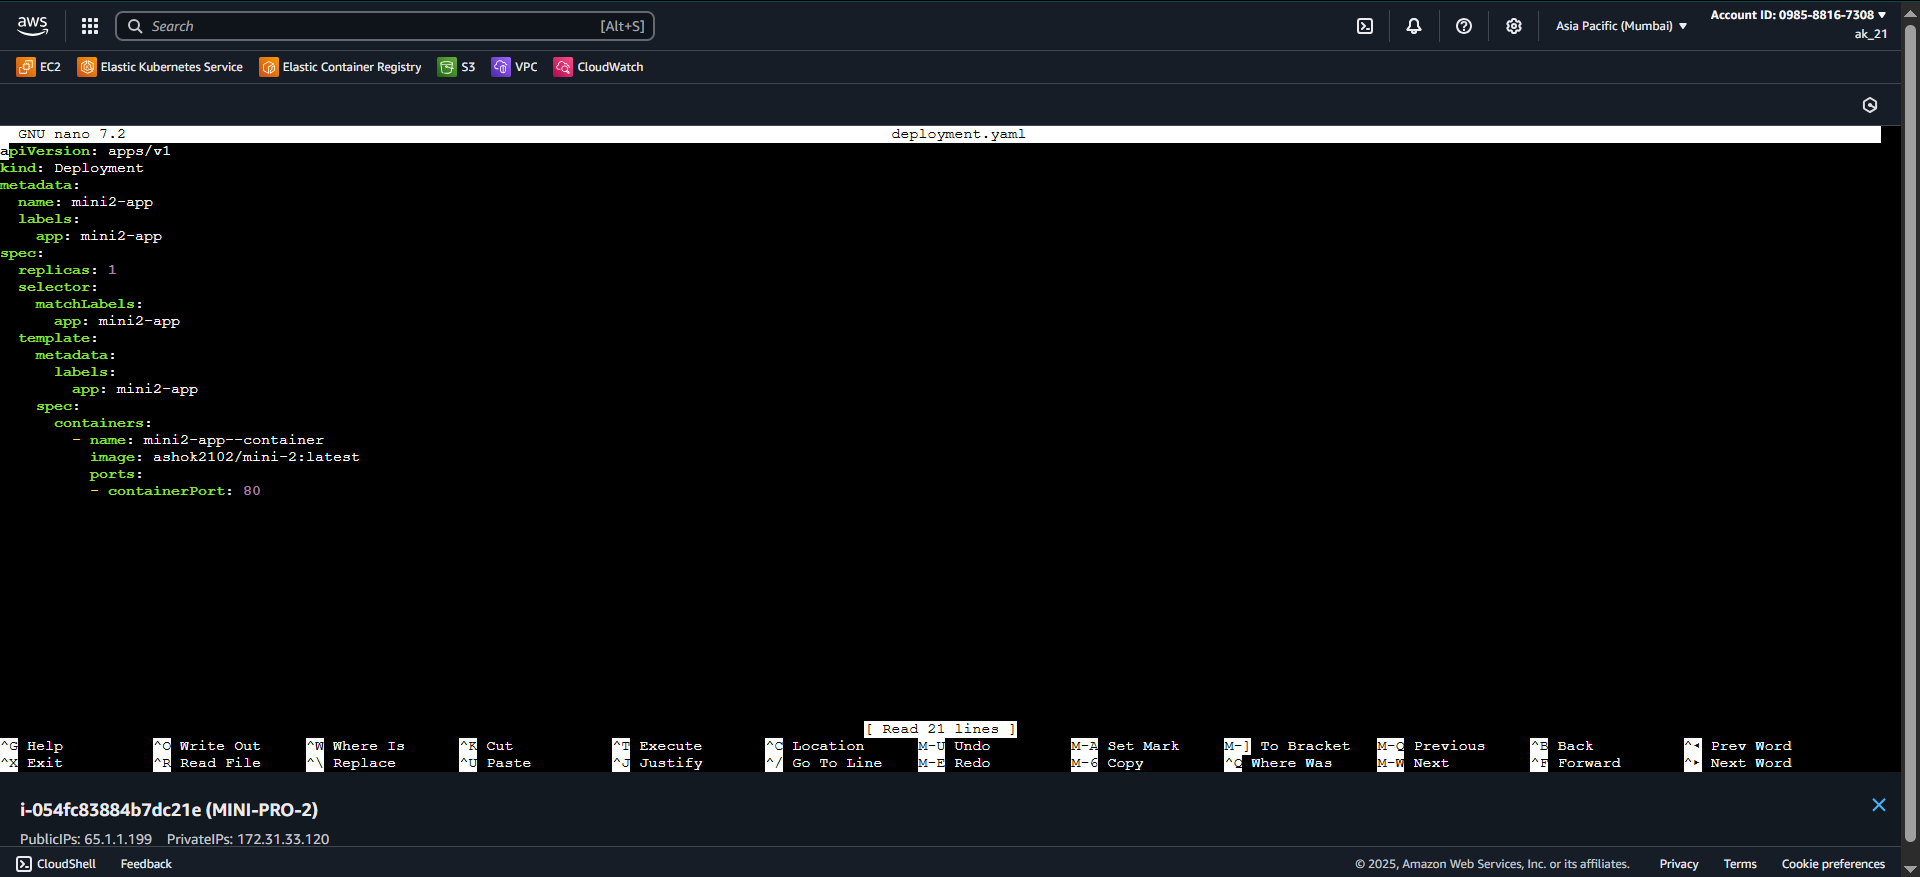 aws
Search [Alt+S]
Asia Pacific (Mumbai)
Account ID: 0985-8816-7308
ak_21
EC2 Elastic Kubernetes Service Elastic Container Registry S3 VPC CloudWatch
GNU nano 7.2 deployment.yaml
apiVersion: apps/v1
kind: Deployment
metadata:
  name: mini2-app
  labels:
    app: mini2-app
spec:
  replicas: 1
  selector:
    matchLabels:
      app: mini2-app
  template:
    metadata:
      labels:
        app: mini2-app
    spec:
      containers:
        - name: mini2-app--container
          image: ashok2102/mini-2:latest
          ports:
          - containerPort: 80
[ Read 21 lines ]
^G Help ^O Write Out ^W Where Is ^K Cut ^T Execute ^C Location M-U Undo M-A Set Mark M-] To Bracket M-Q Previous ^B Back ^◂ Prev Word
^X Exit ^R Read File ^\ Replace ^U Paste ^J Justify ^/ Go To Line M-E Redo M-6 Copy ^Q Where Was M-W Next ^F Forward ^▸ Next Word
i-054fc83884b7dc21e (MINI-PRO-2)
PublicIPs: 65.1.1.199 PrivateIPs: 172.31.33.120
CloudShell Feedback © 2025, Amazon Web Services, Inc. or its affiliates. Privacy Terms Cookie preferences